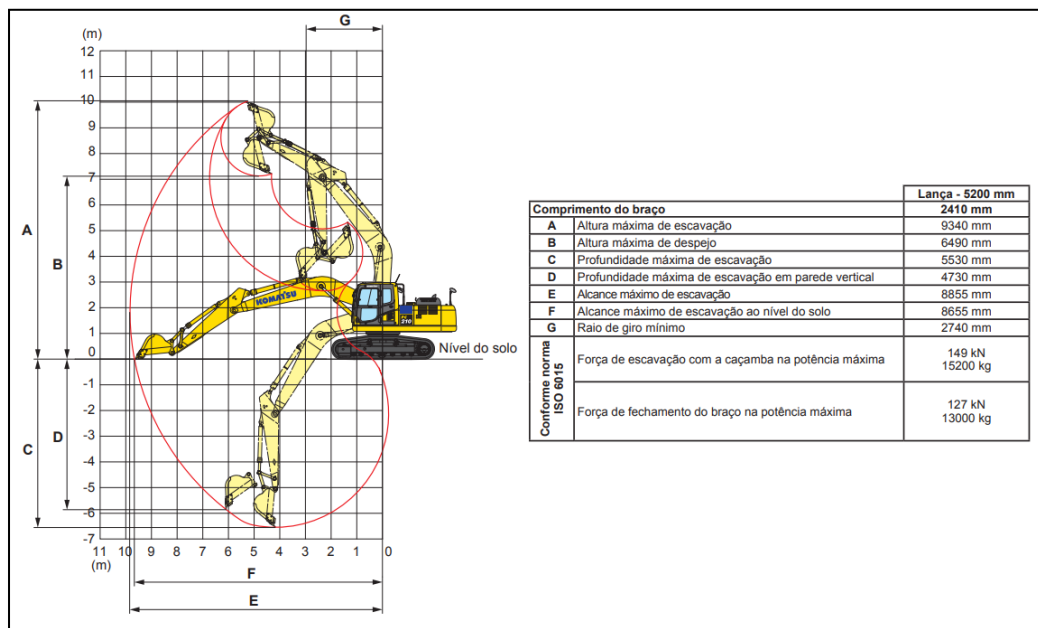 G
(m)
12
11
10
9
8
7
6
5
4
3
2
1
0
-1
-2
-3
-4
-5
-6
-7
A
B
C
D
KOMATSU
210
Nível do solo
11 10 9 8 7 6 5 4 3 2 1 0
(m)
F
E
Lança - 5200 mm
Comprimento do braço 2410 mm
A Altura máxima de escavação 9340 mm
B Altura máxima de despejo 6490 mm
C Profundidade máxima de escavação 5530 mm
D Profundidade máxima de escavação em parede vertical 4730 mm
E Alcance máximo de escavação 8855 mm
F Alcance máximo de escavação ao nível do solo 8655 mm
G Raio de giro mínimo 2740 mm
Conforme norma
ISO 6015
Força de escavação com a caçamba na potência máxima 149 kN
15200 kg
Força de fechamento do braço na potência máxima 127 kN
13000 kg